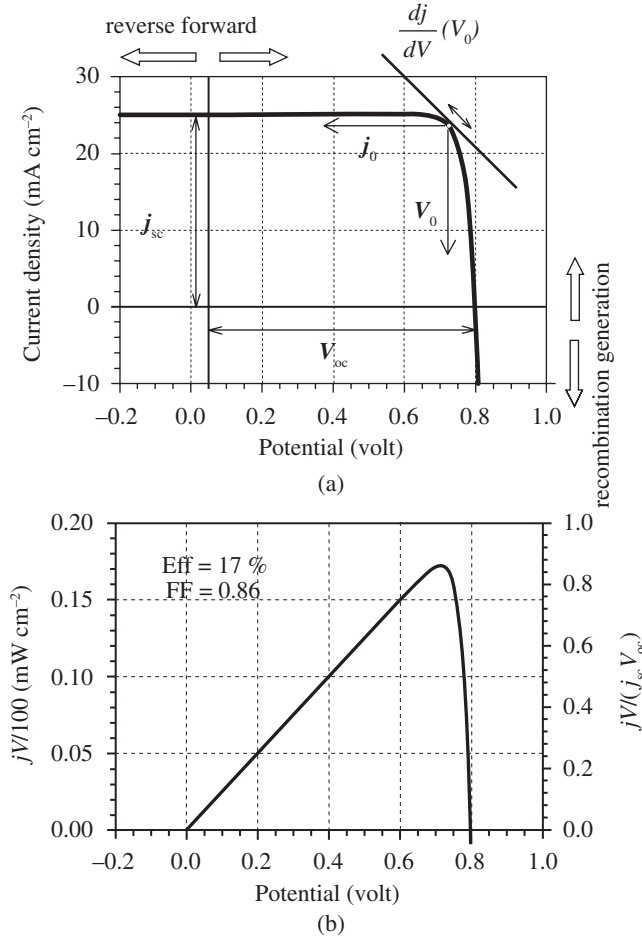 reverse forward
dj
dV (V₀)
30
20
10
0
−10
Current density (mA cm⁻²)
j₀
V₀
j_sc
V_oc
recombination generation
−0.2 0.0 0.2 0.4 0.6 0.8 1.0
Potential (volt)
(a)
0.20
0.15
0.10
0.05
0.00
jV/100 (mW cm⁻²)
Eff = 17 %
FF = 0.86
1.0
0.8
0.6
0.4
0.2
0.0
jV/(j_sc V_oc)
−0.2 0.0 0.2 0.4 0.6 0.8 1.0
Potential (volt)
(b)